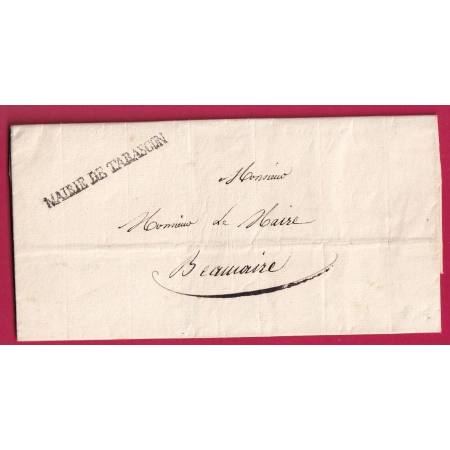 MAIRIE DE TARASCON
Monsieur
Monsieur Le Maire
Beaucaire